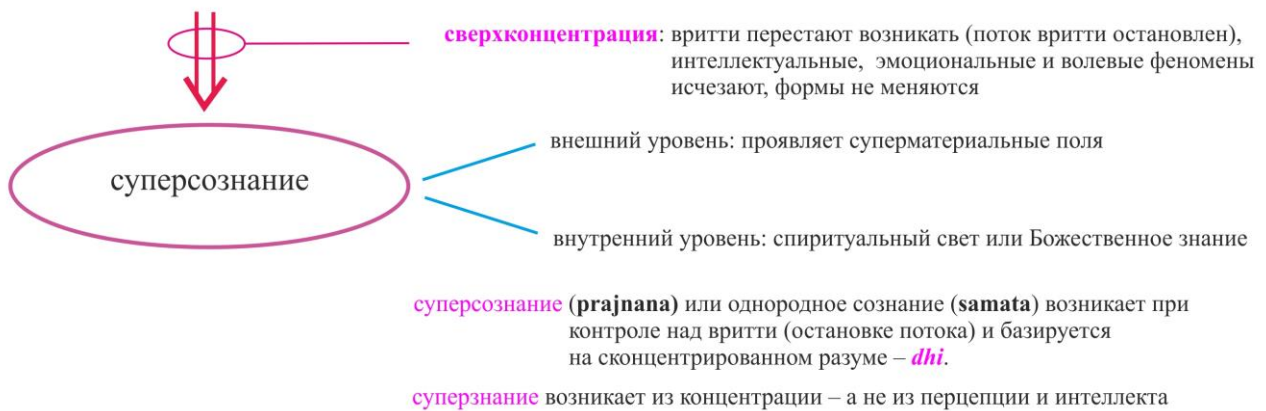 сверхконцентрация: вритти перестают возникать (поток вритти остановлен),
интеллектуальные, эмоциональные и волевые феномены
исчезают, формы не меняются
внешний уровень: проявляет суперматериальные поля
суперсознание
внутренний уровень: спиритуальный свет или Божественное знание
суперсознание (prajnana) или однородное сознание (samata) возникает при
контроле над вритти (остановке потока) и базируется
на сконцентрированном разуме – dhi.
суперзнание возникает из концентрации – а не из перцепции и интеллекта